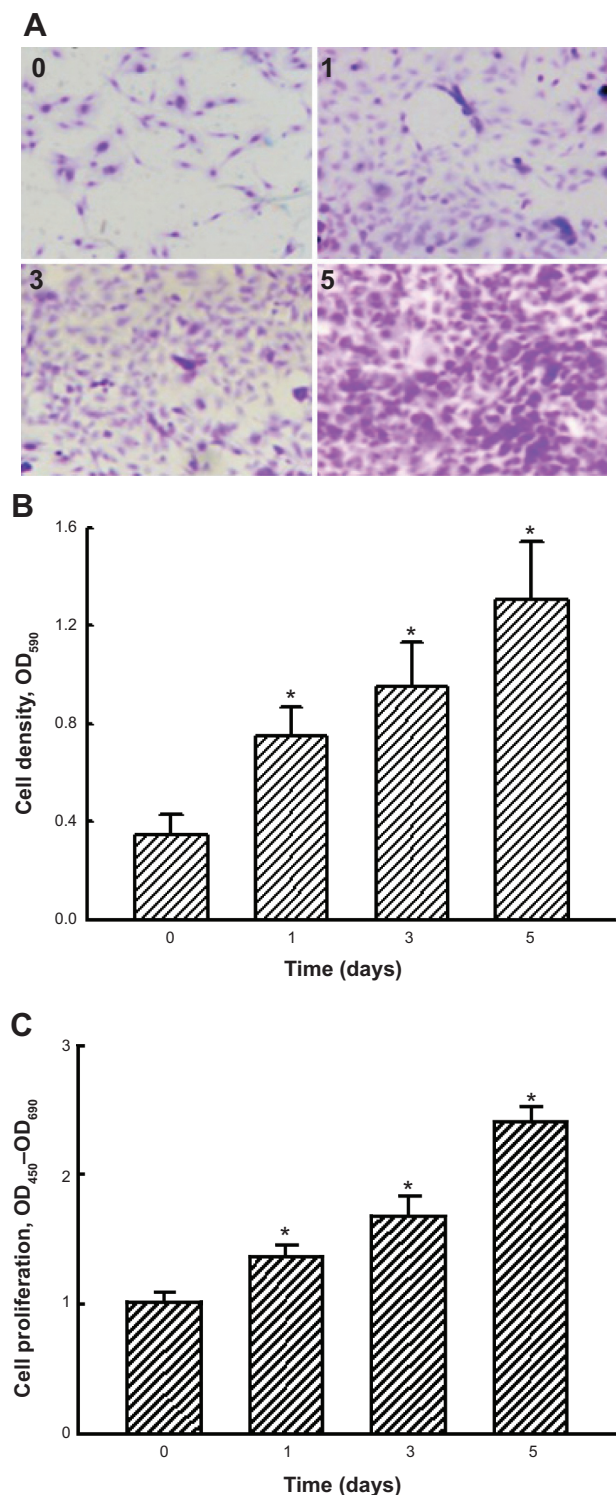 A
0
1
3
5
B
Cell density, OD590
1.6
1.2
0.8
0.4
0.0
*
*
*
0 1 3 5
Time (days)
C
Cell proliferation, OD450–OD690
3
2
1
0
*
*
*
0 1 3 5
Time (days)